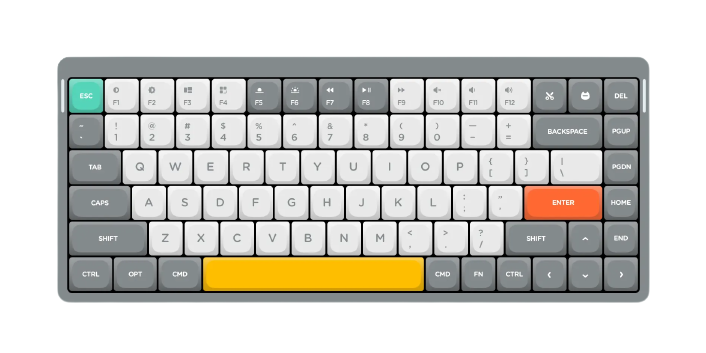 ESC F1 F2 F3 F4 F5 F6 F7 F8 F9 F10 F11 F12 DEL
! @ # $ % ^ & * ( ) — +
1 2 3 4 5 6 7 8 9 0 - = BACKSPACE PGUP
TAB Q W E R T Y U I O P { [ } ] | \ PGDN
CAPS A S D F G H J K L : ; " ENTER HOME
SHIFT Z X C V B N M < , > . ? / SHIFT END
CTRL OPT CMD CMD FN CTRL